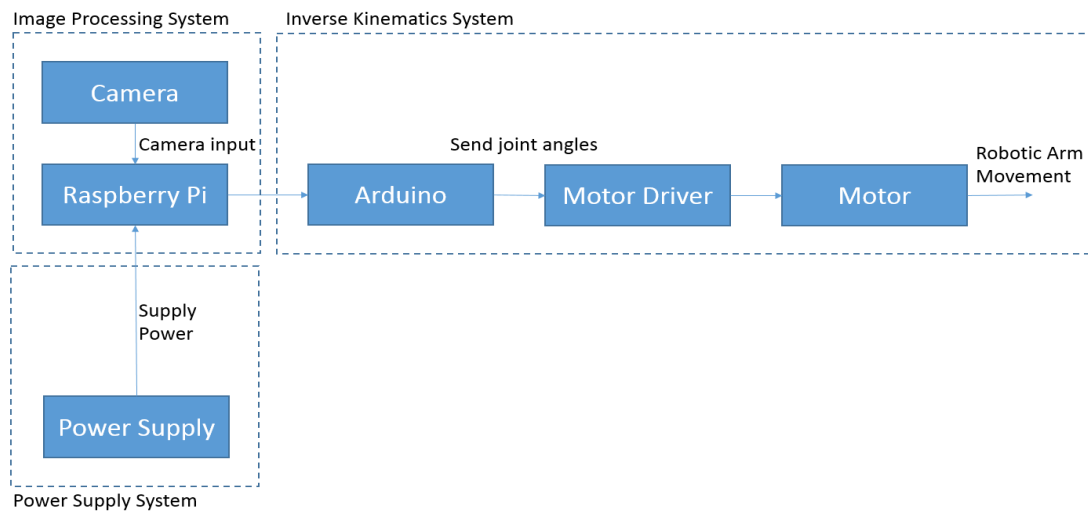 Image Processing System
Inverse Kinematics System
Camera
Camera input
Raspberry Pi
Arduino
Send joint angles
Motor Driver
Motor
Robotic Arm
Movement
Supply
Power
Power Supply
Power Supply System